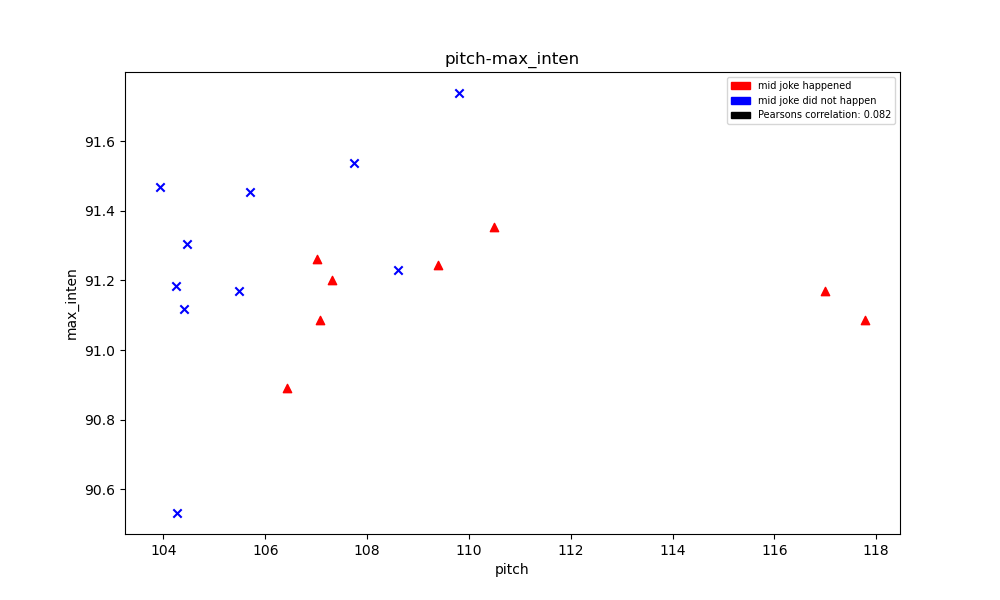 pitch-max_inten
mid joke happened
mid joke did not happen
Pearsons correlation: 0.082
91.6
91.4
91.2
91.0
90.8
90.6
max_inten
104 106 108 110 112 114 116 118
pitch